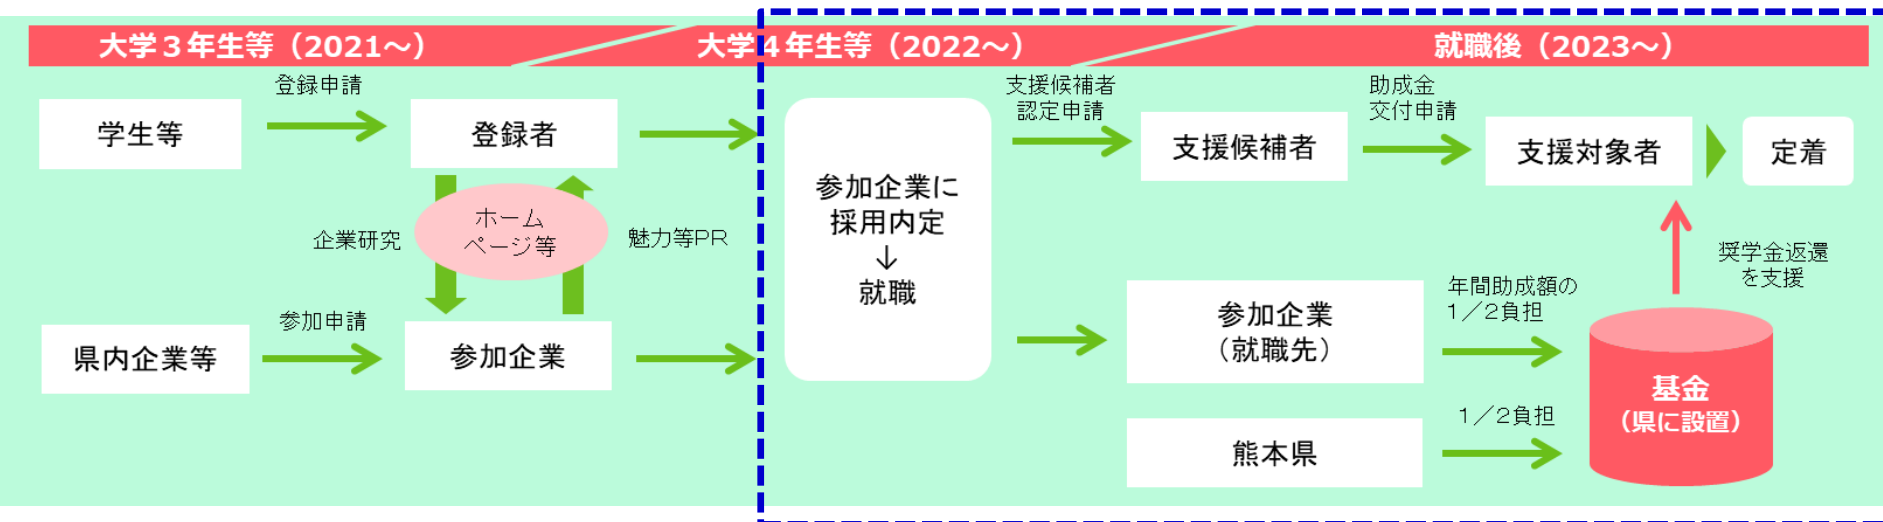 大学３年生等（2021～）
大学４年生等（2022～）
就職後（2023～）
登録申請
学生等
登録者
企業研究
ホーム
ページ等
魅力等PR
参加申請
県内企業等
参加企業
参加企業に
採用内定
↓
就職
支援候補者
認定申請
支援候補者
助成金
交付申請
支援対象者
定着
参加企業
（就職先）
年間助成額の
１／２負担
奨学金返還
を支援
熊本県
１／２負担
基金
（県に設置）